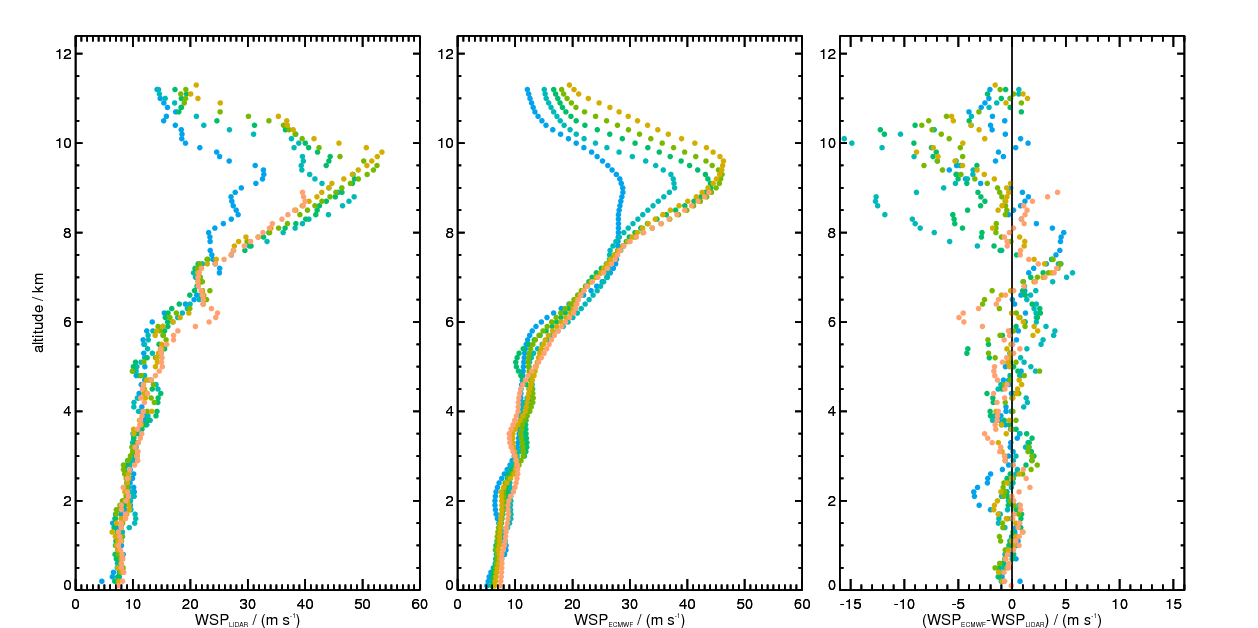 12 12 12
10 10 10
8 8 8
altitude / km
6 6 6
4 4 4
2 2 2
0 0 0
0 10 20 30 40 50 60 0 10 20 30 40 50 60 -15 -10 -5 0 5 10 15
WSP_LIDAR / (m s⁻¹) WSP_ECMWF / (m s⁻¹) (WSP_ECMWF-WSP_LIDAR) / (m s⁻¹)